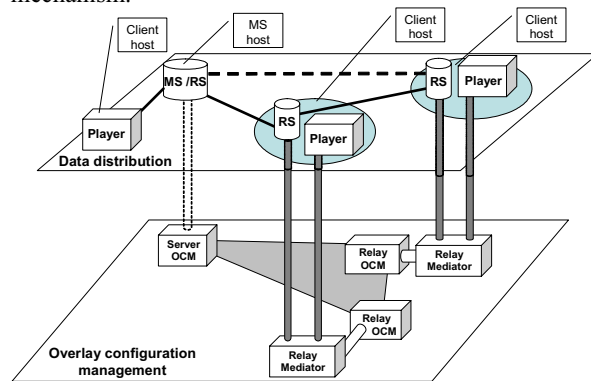 mechanism.
Client
host
MS
host
Client
host
Client
host
MS /RS
RS
Player
RS
Player
Player
Data distribution
Server
OCM
Relay
OCM
Relay
Mediator
Relay
OCM
Relay
Mediator
Overlay configuration
management